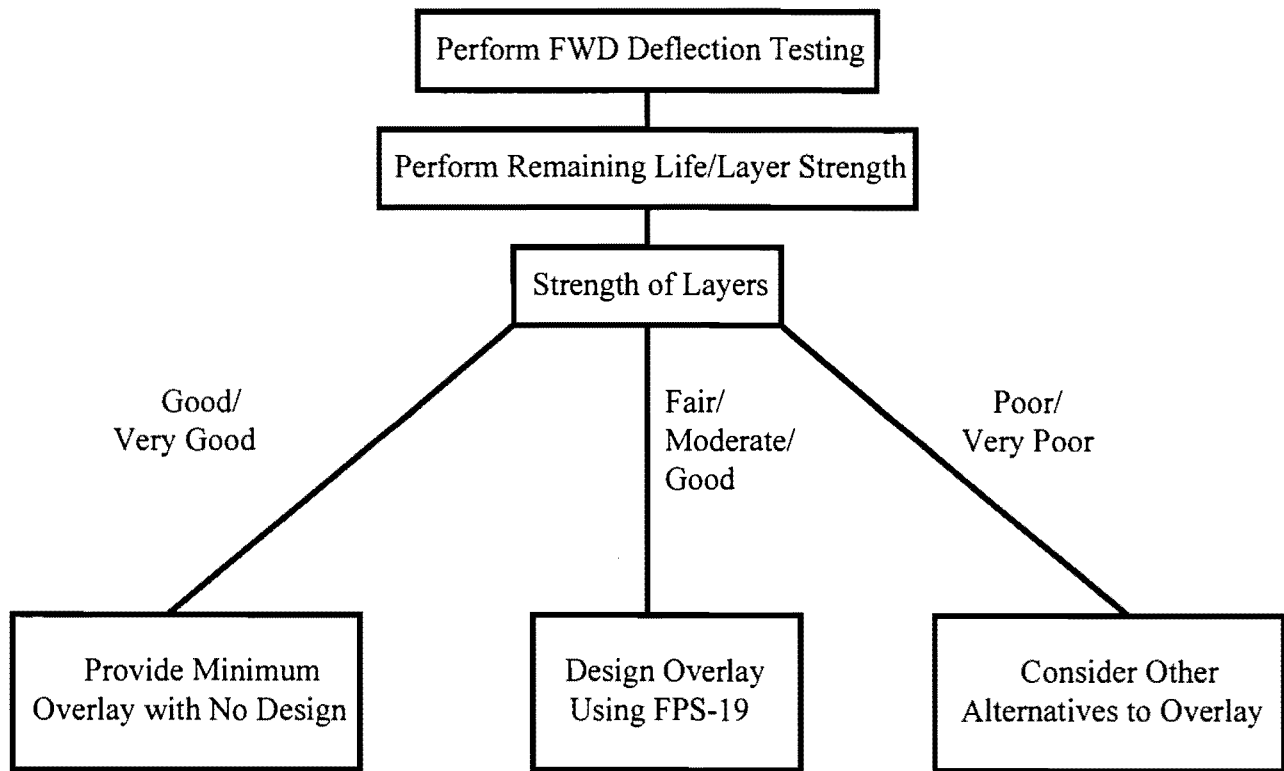 Perform FWD Deflection Testing
Perform Remaining Life/Layer Strength
Strength of Layers
Good/
Very Good
Fair/
Moderate/
Good
Poor/
Very Poor
Provide Minimum
Overlay with No Design
Design Overlay
Using FPS-19
Consider Other
Alternatives to Overlay